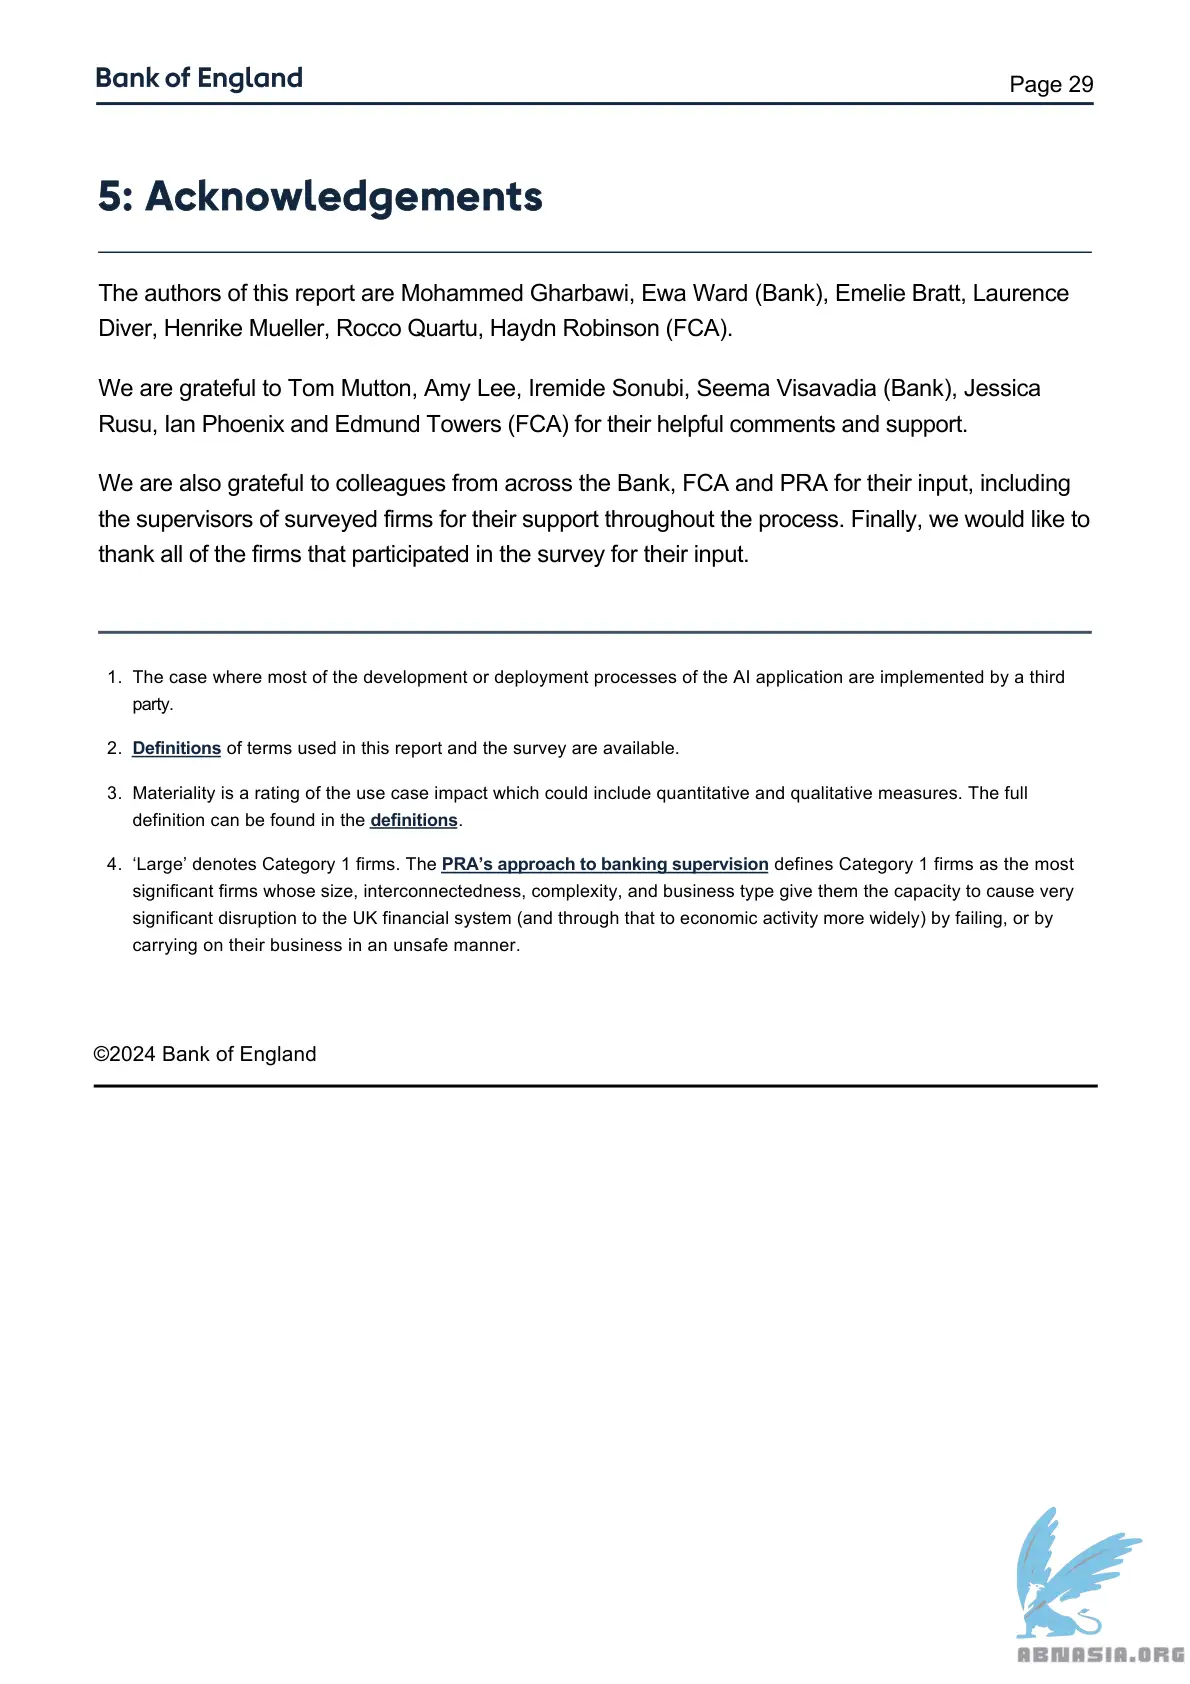 Bank of England
Page 29
5: Acknowledgements
The authors of this report are Mohammed Gharbawi, Ewa Ward (Bank), Emelie Bratt, Laurence
Diver, Henrike Mueller, Rocco Quartu, Haydn Robinson (FCA).
We are grateful to Tom Mutton, Amy Lee, Iremide Sonubi, Seema Visavadia (Bank), Jessica
Rusu, Ian Phoenix and Edmund Towers (FCA) for their helpful comments and support.
We are also grateful to colleagues from across the Bank, FCA and PRA for their input, including
the supervisors of surveyed firms for their support throughout the process. Finally, we would like to
thank all of the firms that participated in the survey for their input.
1. The case where most of the development or deployment processes of the AI application are implemented by a third
party.
2. Definitions of terms used in this report and the survey are available.
3. Materiality is a rating of the use case impact which could include quantitative and qualitative measures. The full
definition can be found in the definitions.
4. ‘Large’ denotes Category 1 firms. The PRA’s approach to banking supervision defines Category 1 firms as the most
significant firms whose size, interconnectedness, complexity, and business type give them the capacity to cause very
significant disruption to the UK financial system (and through that to economic activity more widely) by failing, or by
carrying on their business in an unsafe manner.
©2024 Bank of England
ABNASIA.ORG